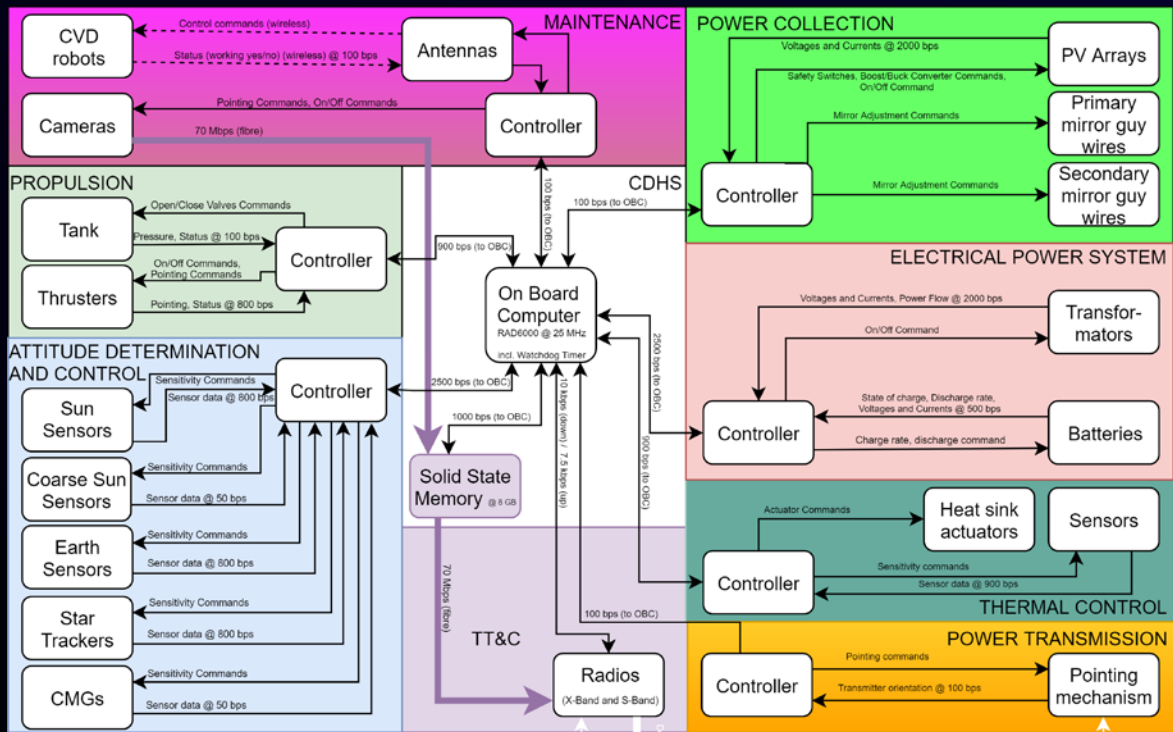 MAINTENANCE
CVD
robots
Control commands (wireless)
Status (working yes/no) (wireless) @ 100 bps
Antennas
Cameras
Pointing Commands, On/Off Commands
70 Mbps (fibre)
Controller
100 bps
(to OBC)
POWER COLLECTION
Voltages and Currents @ 2000 bps
PV Arrays
Safety Switches, Boost/Buck Converter Commands,
On/Off Command
Primary
mirror guy
wires
Mirror Adjustment Commands
Controller
Mirror Adjustment Commands
Secondary
mirror guy
wires
100 bps (to OBC)
PROPULSION
Tank
Open/Close Valves Commands
Pressure, Status @ 100 bps
Controller
Thrusters
On/Off Commands,
Pointing Commands
Pointing, Status @ 800 bps
900 bps (to OBC)
CDHS
On Board
Computer
RAD6000 @ 25 MHz
incl. Watchdog Timer
ELECTRICAL POWER SYSTEM
Voltages and Currents, Power Flow @ 2000 bps
Transfor-
mators
On/Off Command
State of charge, Discharge rate,
Voltages and Currents @ 500 bps
Controller
Batteries
Charge rate, discharge command
2500 bps (to OBC)
900 bps (to OBC)
ATTITUDE DETERMINATION
AND CONTROL
Controller
Sensitivity Commands
Sensor data @ 800 bps
Sun
Sensors
2500 bps (to OBC)
1000 bps (to OBC)
10 kbps (down) / 7.5 kbps (up)
Coarse Sun
Sensors
Sensitivity Commands
Sensor data @ 50 bps
Earth
Sensors
Sensitivity Commands
Sensor data @ 800 bps
Star
Trackers
Sensitivity Commands
Sensor data @ 800 bps
CMGs
Sensitivity Commands
Sensor data @ 50 bps
Solid State
Memory @ 8 GB
70 Mbps (fibre)
TT&C
Radios
(X-Band and S-Band)
Actuator Commands
Heat sink
actuators
Sensors
Controller
Sensitivity commands
Sensor data @ 900 bps
THERMAL CONTROL
100 bps (to OBC)
POWER TRANSMISSION
Controller
Pointing commands
Transmitter orientation @ 100 bps
Pointing
mechanism